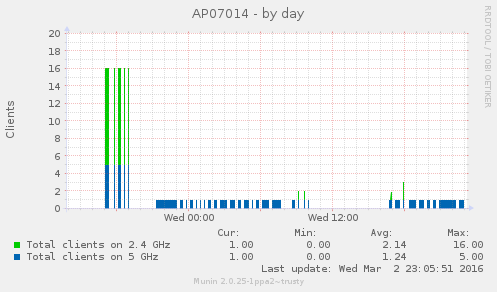 AP07014 - by day
RRDTOOL / TOBI OETIKER
Clients
20
18
16
14
12
10
8
6
4
2
0
Wed 00:00 Wed 12:00
Cur: Min: Avg: Max:
Total clients on 2.4 GHz 1.00 0.00 2.14 16.00
Total clients on 5 GHz 1.00 0.00 1.24 5.00
Last update: Wed Mar 2 23:05:51 2016
Munin 2.0.25-1ppa2~trusty